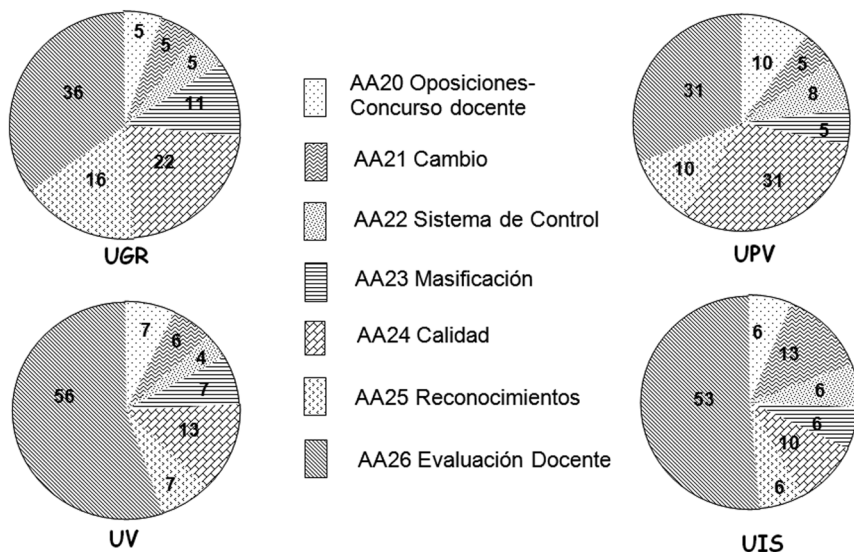 5
5
5
11
22
16
36
UGR
AA20 Oposiciones-
Concurso docente
AA21 Cambio
AA22 Sistema de Control
AA23 Masificación
AA24 Calidad
AA25 Reconocimientos
AA26 Evaluación Docente
10
5
8
5
31
10
31
UPV
7
6
4
7
13
7
56
UV
6
13
6
6
10
6
53
UIS